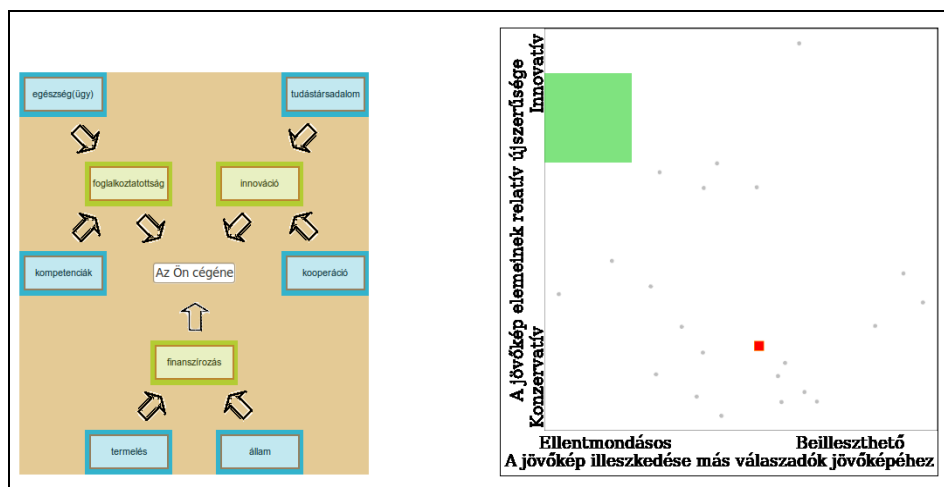 egészség(ügy)
tudástársadalom
foglalkoztatottság
innováció
kompetenciák
Az Ön cégéne
kooperáció
finanszírozás
termelés
állam
A jövőkép elemeinek relatív újszerűsége
Konzervatív
Innovatív
Ellentmondásos
Beilleszthető
A jövőkép illeszkedése más válaszadók jövőképéhez